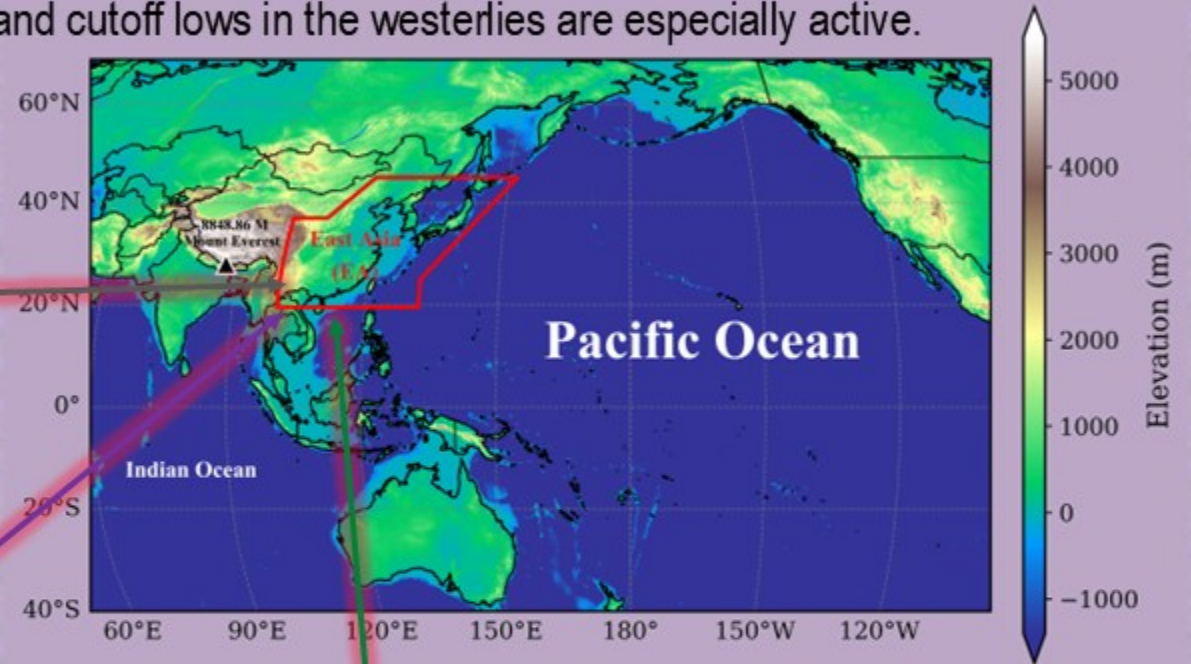 and cutoff lows in the westerlies are especially active.
60°N
40°N
20°N
0°
20°S
40°S
8848.86 M
Mount Everest
East Asia
(EA)
Pacific Ocean
Indian Ocean
60°E 90°E 120°E 150°E 180° 150°W 120°W
5000
4000
3000
2000
1000
0
−1000
Elevation (m)